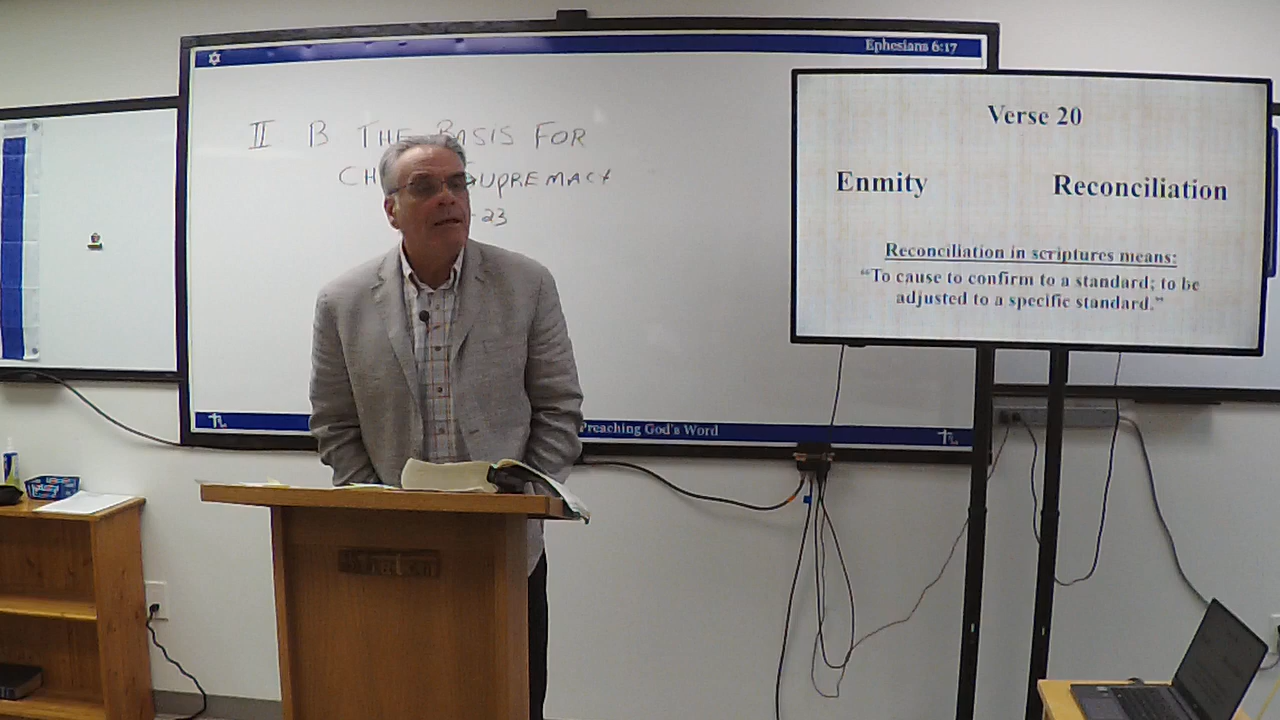 Ephesians 6:17
II B THE BASIS FOR
CH SUPREMACY
-23
Preaching God's Word
Verse 20
Enmity Reconciliation
Reconciliation in scriptures means:
“To cause to confirm to a standard; to be
adjusted to a specific standard.”